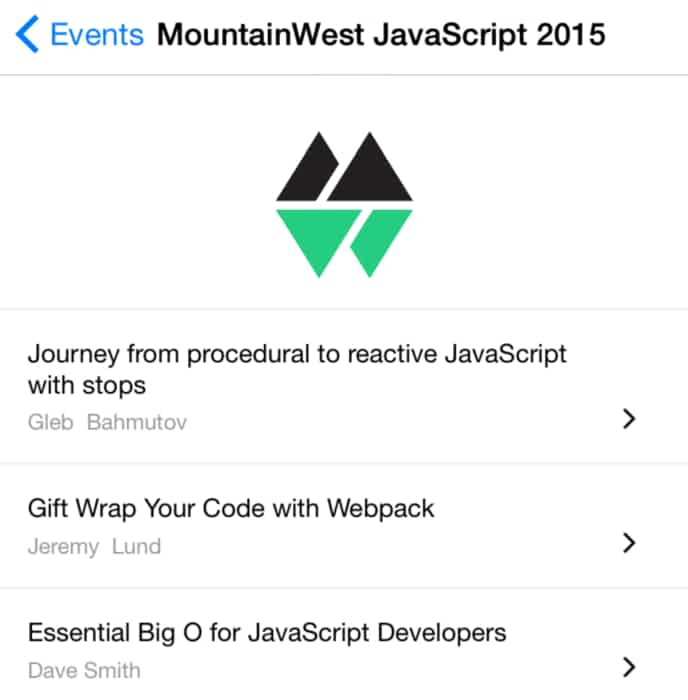 Events MountainWest JavaScript 2015
Journey from procedural to reactive JavaScript
with stops
Gleb Bahmutov
Gift Wrap Your Code with Webpack
Jeremy Lund
Essential Big O for JavaScript Developers
Dave Smith